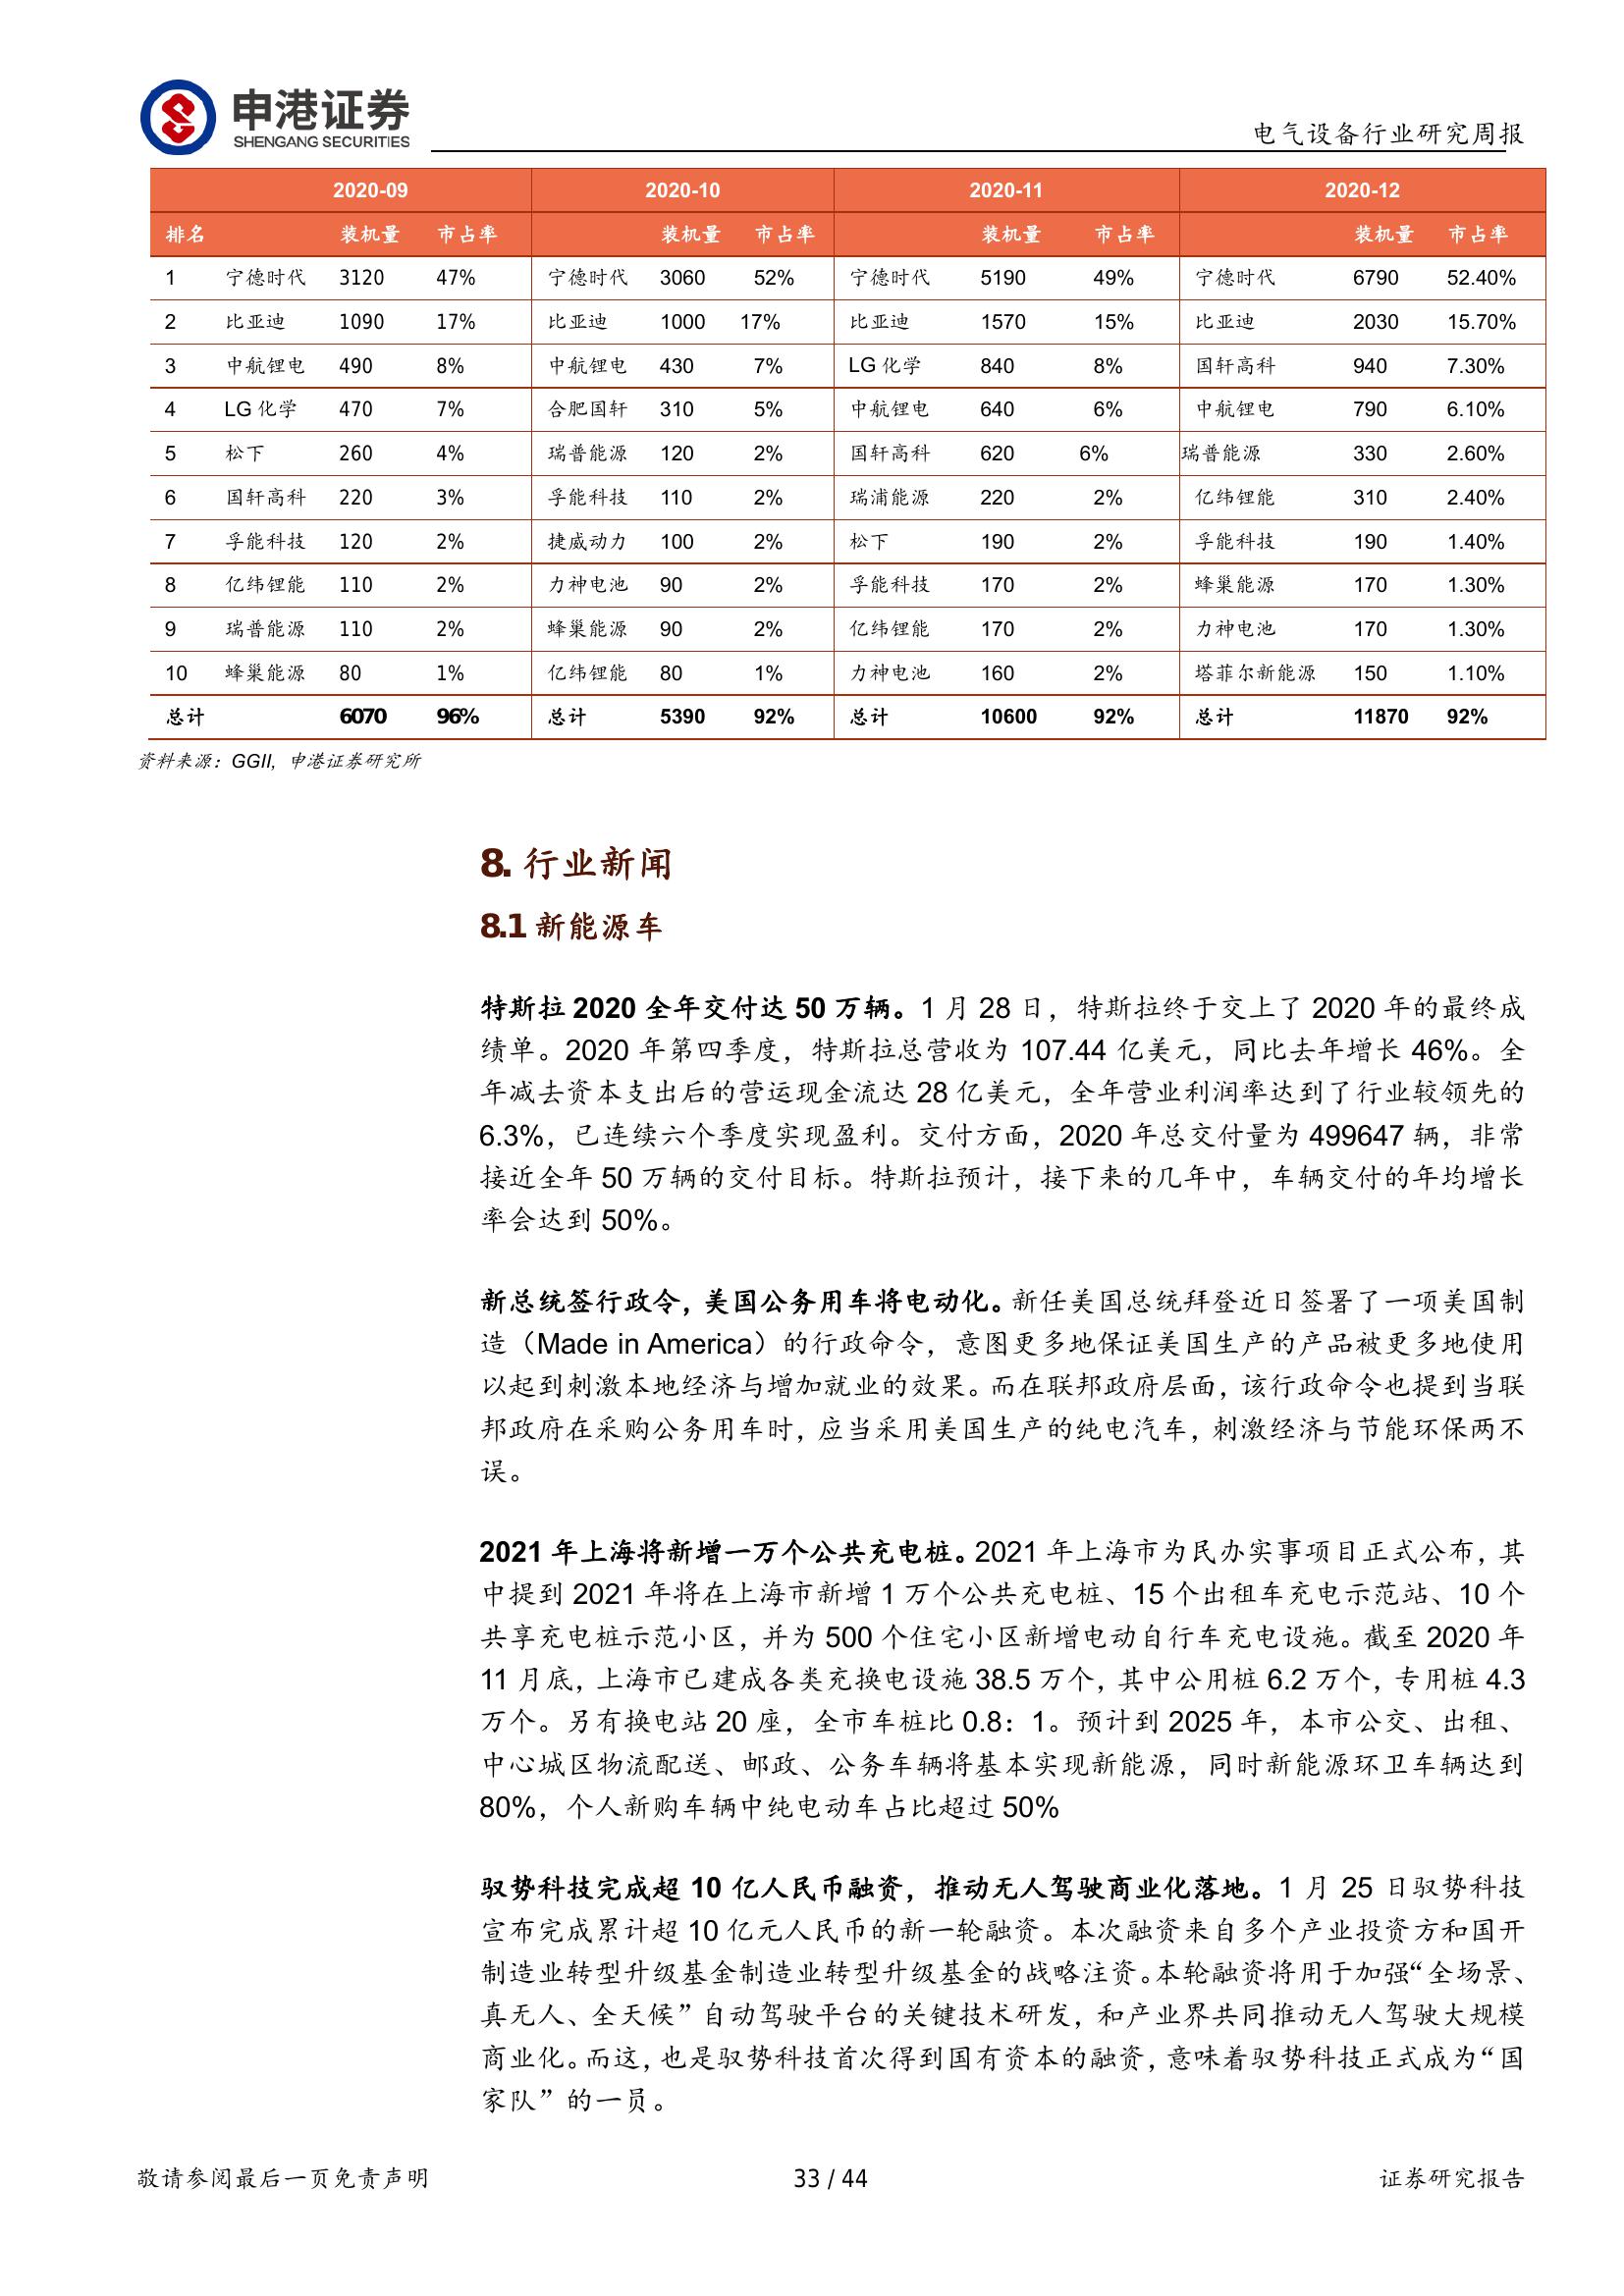 申港证券
SHENGANG SECURITIES
电气设备行业研究周报
2020-09 2020-10 2020-11 2020-12
排名 装机量 市占率 装机量 市占率 装机量 市占率 装机量 市占率
1 宁德时代 3120 47% 宁德时代 3060 52% 宁德时代 5190 49% 宁德时代 6790 52.40%
2 比亚迪 1090 17% 比亚迪 1000 17% 比亚迪 1570 15% 比亚迪 2030 15.70%
3 中航锂电 490 8% 中航锂电 430 7% LG 化学 840 8% 国轩高科 940 7.30%
4 LG 化学 470 7% 合肥国轩 310 5% 中航锂电 640 6% 中航锂电 790 6.10%
5 松下 260 4% 瑞普能源 120 2% 国轩高科 620 6% 瑞普能源 330 2.60%
6 国轩高科 220 3% 孚能科技 110 2% 瑞浦能源 220 2% 亿纬锂能 310 2.40%
7 孚能科技 120 2% 捷威动力 100 2% 松下 190 2% 孚能科技 190 1.40%
8 亿纬锂能 110 2% 力神电池 90 2% 孚能科技 170 2% 蜂巢能源 170 1.30%
9 瑞普能源 110 2% 蜂巢能源 90 2% 亿纬锂能 170 2% 力神电池 170 1.30%
10 蜂巢能源 80 1% 亿纬锂能 80 1% 力神电池 160 2% 塔菲尔新能源 150 1.10%
总计 6070 96% 总计 5390 92% 总计 10600 92% 总计 11870 92%
资料来源：GGII, 申港证券研究所
8. 行业新闻
8.1 新能源车
特斯拉 2020 全年交付达 50 万辆。1 月 28 日，特斯拉终于交上了 2020 年的最终成
绩单。2020 年第四季度，特斯拉总营收为 107.44 亿美元，同比去年增长 46%。全
年减去资本支出后的营运现金流达 28 亿美元，全年营业利润率达到了行业较领先的
6.3%，已连续六个季度实现盈利。交付方面，2020 年总交付量为 499647 辆，非常
接近全年 50 万辆的交付目标。特斯拉预计，接下来的几年中，车辆交付的年均增长
率会达到 50%。
新总统签行政令，美国公务用车将电动化。新任美国总统拜登近日签署了一项美国制
造（Made in America）的行政命令，意图更多地保证美国生产的产品被更多地使用
以起到刺激本地经济与增加就业的效果。而在联邦政府层面，该行政命令也提到当联
邦政府在采购公务用车时，应当采用美国生产的纯电汽车，刺激经济与节能环保两不
误。
2021 年上海将新增一万个公共充电桩。2021 年上海市为民办实事项目正式公布，其
中提到 2021 年将在上海市新增 1 万个公共充电桩、15 个出租车充电示范站、10 个
共享充电桩示范小区，并为 500 个住宅小区新增电动自行车充电设施。截至 2020 年
11 月底，上海市已建成各类充换电设施 38.5 万个，其中公用桩 6.2 万个，专用桩 4.3
万个。另有换电站 20 座，全市车桩比 0.8：1。预计到 2025 年，本市公交、出租、
中心城区物流配送、邮政、公务车辆将基本实现新能源，同时新能源环卫车辆达到
80%，个人新购车辆中纯电动车占比超过 50%
驭势科技完成超 10 亿人民币融资，推动无人驾驶商业化落地。1 月 25 日驭势科技
宣布完成累计超 10 亿元人民币的新一轮融资。本次融资来自多个产业投资方和国开
制造业转型升级基金制造业转型升级基金的战略注资。本轮融资将用于加强“全场景、
真无人、全天候”自动驾驶平台的关键技术研发，和产业界共同推动无人驾驶大规模
商业化。而这，也是驭势科技首次得到国有资本的融资，意味着驭势科技正式成为“国
家队”的一员。
敬请参阅最后一页免责声明 33 / 44 证券研究报告